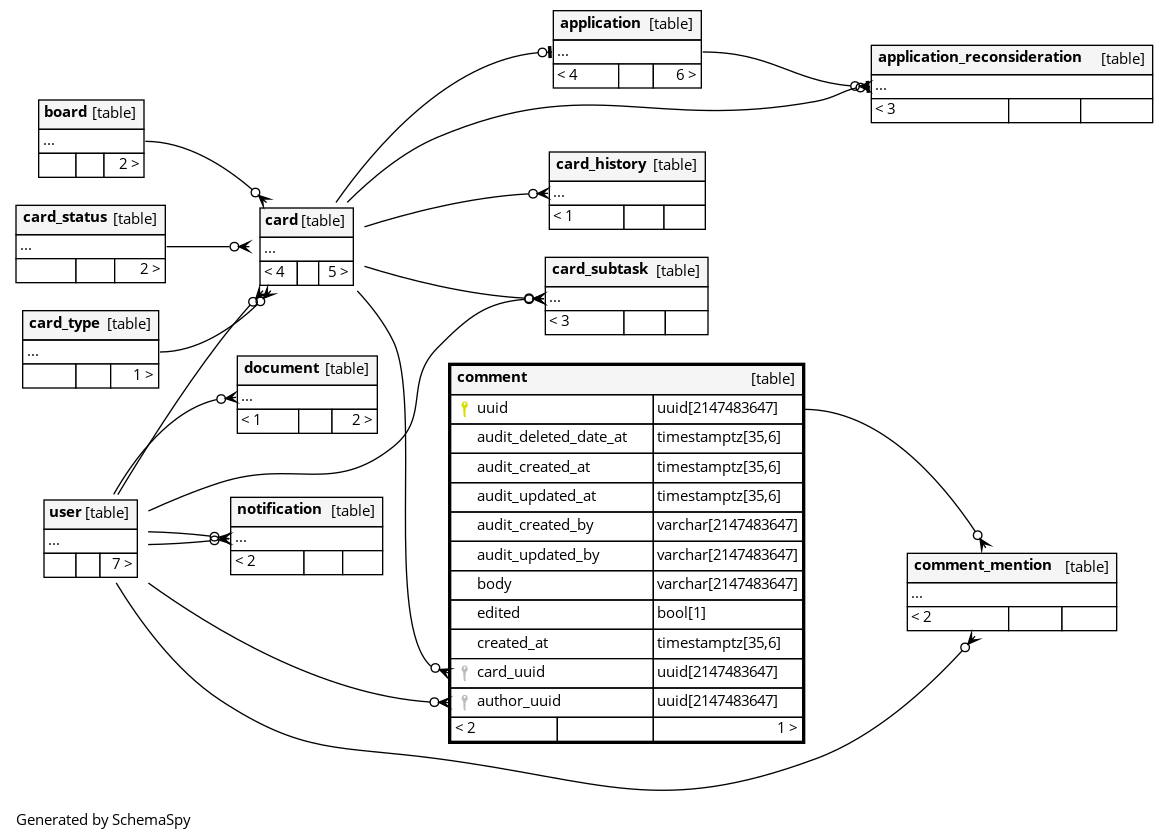 application [table]
...
< 4 6 >
application_reconsideration [table]
...
< 3
board [table]
...
2 >
card_history [table]
...
< 1
card_status [table]
...
2 >
card [table]
...
< 4 5 >
card_subtask [table]
...
< 3
card_type [table]
...
1 >
document [table]
...
< 1 2 >
comment [table]
uuid uuid[2147483647]
audit_deleted_date_at timestamptz[35,6]
audit_created_at timestamptz[35,6]
audit_updated_at timestamptz[35,6]
audit_created_by varchar[2147483647]
audit_updated_by varchar[2147483647]
body varchar[2147483647]
edited bool[1]
created_at timestamptz[35,6]
card_uuid uuid[2147483647]
author_uuid uuid[2147483647]
< 2 1 >
user [table]
...
7 >
notification [table]
...
< 2
comment_mention [table]
...
< 2
Generated by SchemaSpy